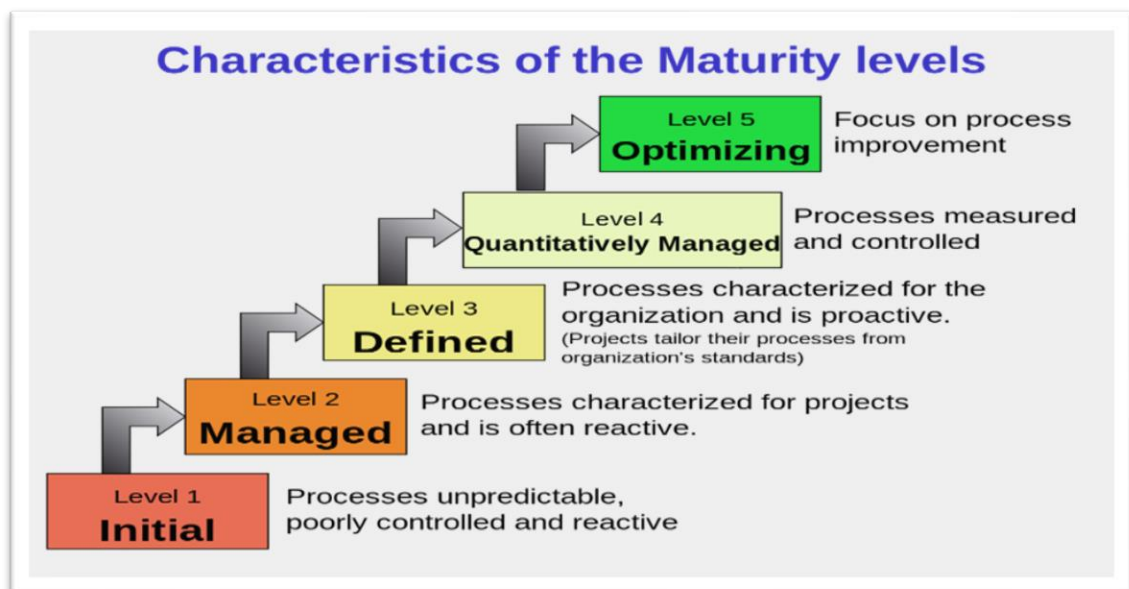 Characteristics of the Maturity levels
Level 5
Optimizing
Focus on process
improvement
Level 4
Quantitatively Managed
Processes measured
and controlled
Level 3
Defined
Processes characterized for the
organization and is proactive.
(Projects tailor their processes from
organization's standards)
Level 2
Managed
Processes characterized for projects
and is often reactive.
Level 1
Initial
Processes unpredictable,
poorly controlled and reactive